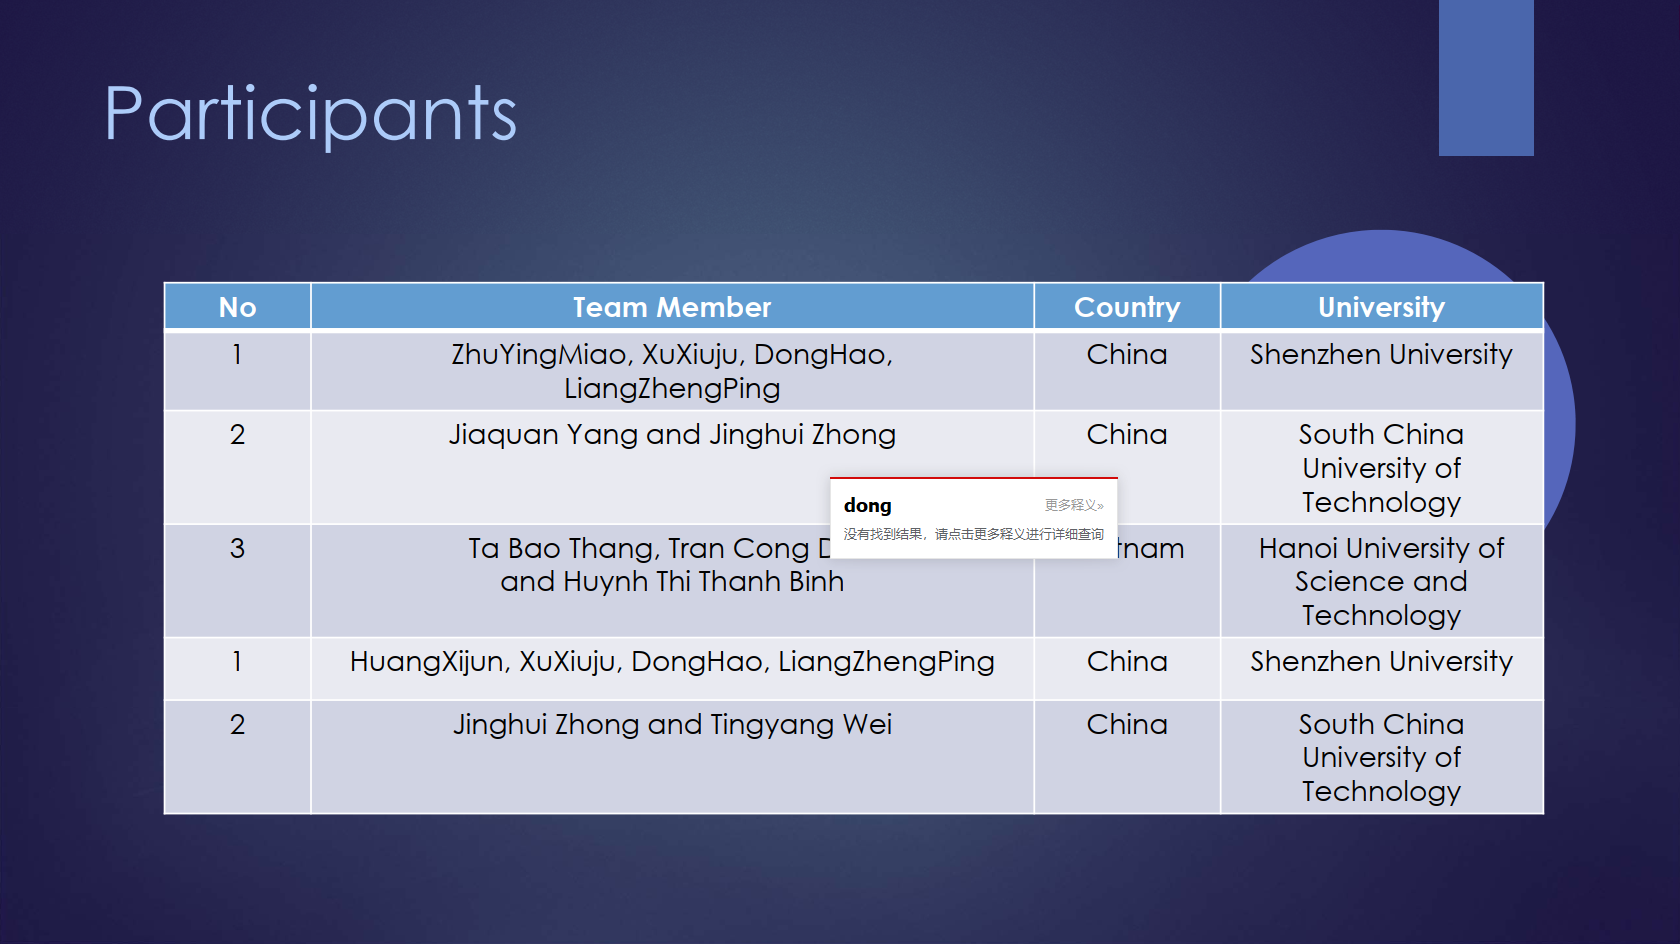 Participants
No Team Member Country University
1 ZhuYingMiao, XuXiuju, DongHao, China Shenzhen University
LiangZhengPing
2 Jiaquan Yang and Jinghui Zhong China South China
University of
Technology
dong 更多释义»
没有找到结果，请点击更多释义进行详细查询
3 Ta Bao Thang, Tran Cong Hanoi University of
and Huynh Thi Thanh Binh Science and
Technology
1 HuangXijun, XuXiuju, DongHao, LiangZhengPing China Shenzhen University
2 Jinghui Zhong and Tingyang Wei China South China
University of
Technology